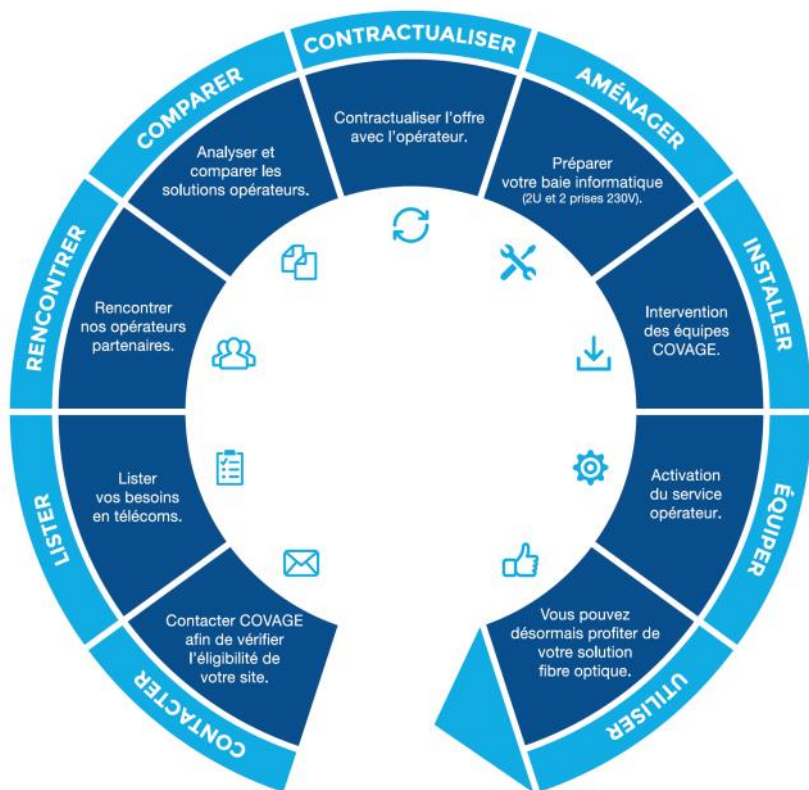 CONTACTER
Contacter COVAGE
afin de vérifier
l'éligibilité de
votre site.
LISTER
Lister
vos besoins
en télécoms.
RENCONTRER
Rencontrer
nos opérateurs
partenaires.
COMPARER
Analyser et
comparer les
solutions opérateurs.
CONTRACTUALISER
Contractualiser l'offre
avec l'opérateur.
AMÉNAGER
Préparer
votre baie informatique
(2U et 2 prises 230V).
INSTALLER
Intervention
des équipes
COVAGE.
ÉQUIPER
Activation
du service
opérateur.
UTILISER
Vous pouvez
désormais profiter de
votre solution
fibre optique.